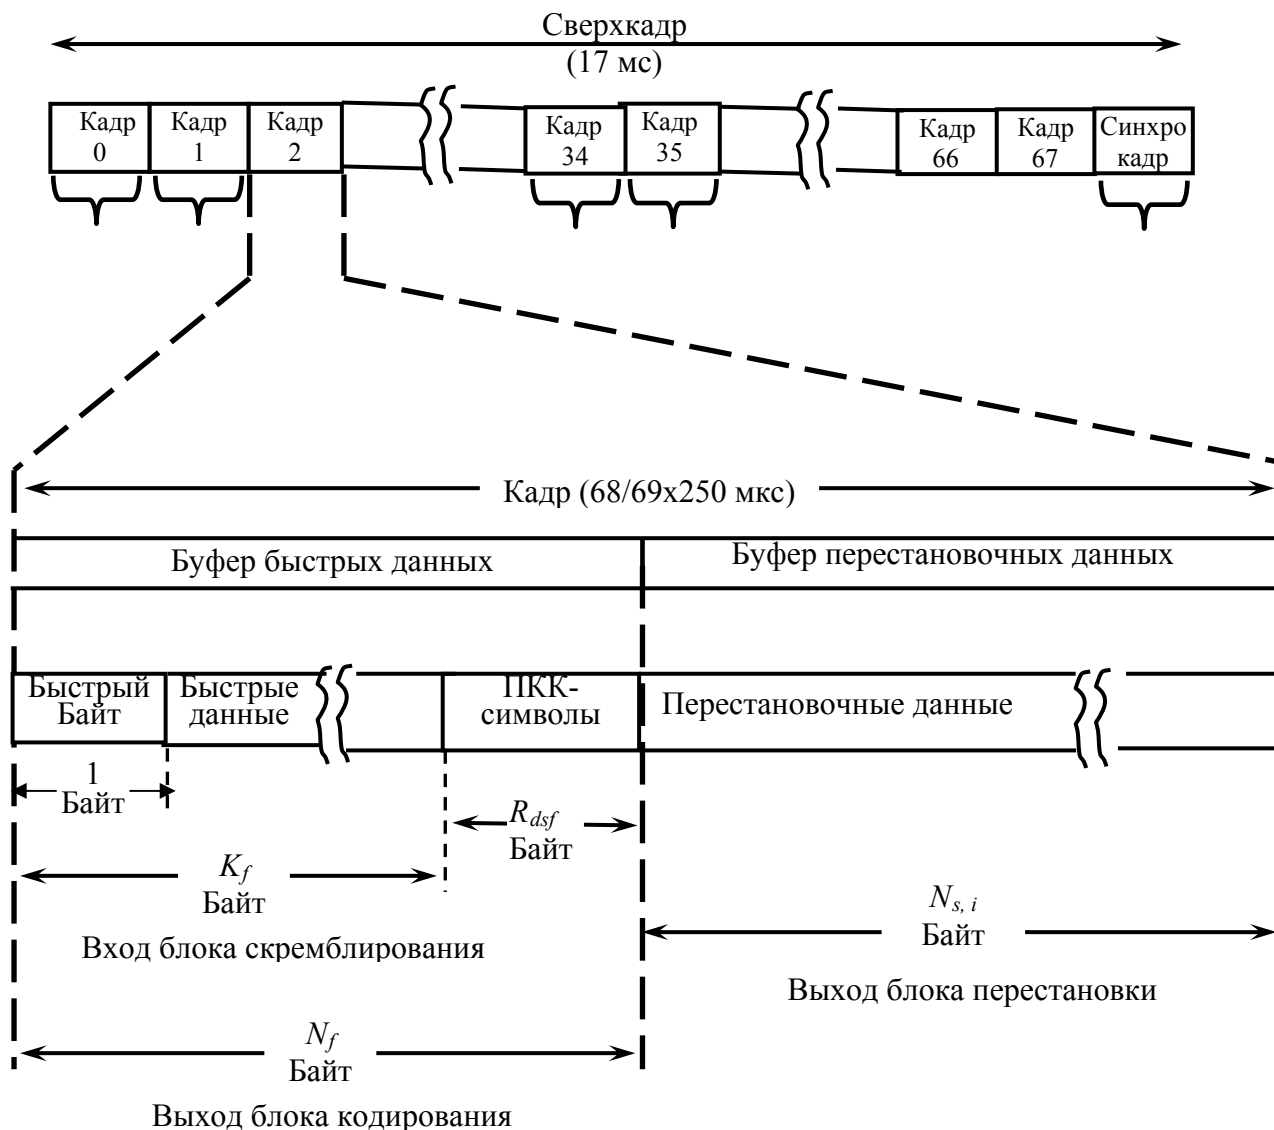 Сверхкадр
(17 мс)
Кадр
0
Кадр
1
Кадр
2
Кадр
34
Кадр
35
Кадр
66
Кадр
67
Синхро
кадр
Кадр (68/69х250 мкс)
Буфер быстрых данных
Буфер перестановочных данных
Быстрый
Байт
Быстрые
данные
ПКК-
символы
Перестановочные данные
1
Байт
R_dsf
Байт
K_f
Байт
Вход блока скремблирования
N_s, i
Байт
Выход блока перестановки
N_f
Байт
Выход блока кодирования